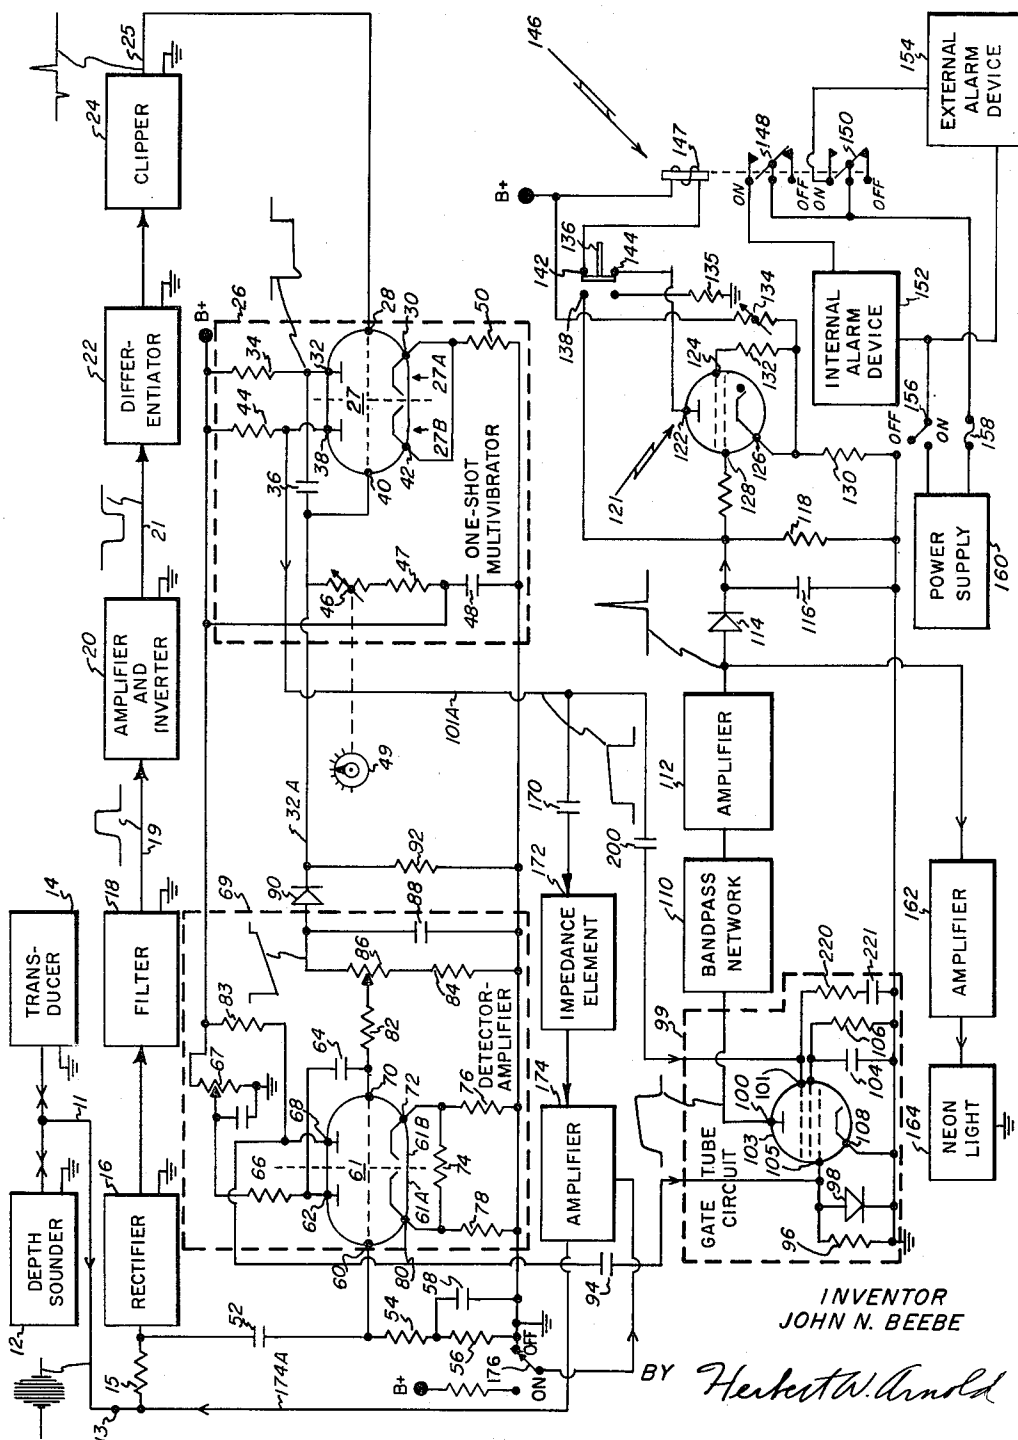 14
TRANS-
DUCER
11
DEPTH
SOUNDER
12
13
15
16
RECTIFIER
18
FILTER
19
20
AMPLIFIER
AND
INVERTER
21
22
DIFFER-
ENTIATOR
24
CLIPPER
25
B+
26
34
44
32
38
27
28
30
27A
27B
40
42
50
36
46
47
48
ONE-SHOT
MULTIVIBRATOR
49
32A
101A
69
83
67
68
64
66
62
61
70
72
61A
61B
60
80
74
76
78
82
84
86
88
90
92
DETECTOR-
AMPLIFIER
52
54
56
58
174A
B+
ON
OFF
176
94
170
172
IMPEDANCE
ELEMENT
174
AMPLIFIER
200
99
GATE TUBE
CIRCUIT
100
101
103
105
108
104
106
220
221
96
98
110
BANDPASS
NETWORK
112
AMPLIFIER
114
116
118
121
122
124
126
128
130
132
134
135
136
138
142
144
B+
146
147
148
ON
OFF
150
ON
OFF
152
INTERNAL
ALARM
DEVICE
154
EXTERNAL
ALARM
DEVICE
156
OFF
ON
158
160
POWER
SUPPLY
162
AMPLIFIER
164
NEON
LIGHT
INVENTOR
JOHN N. BEEBE
BY Herbert W. Arnold